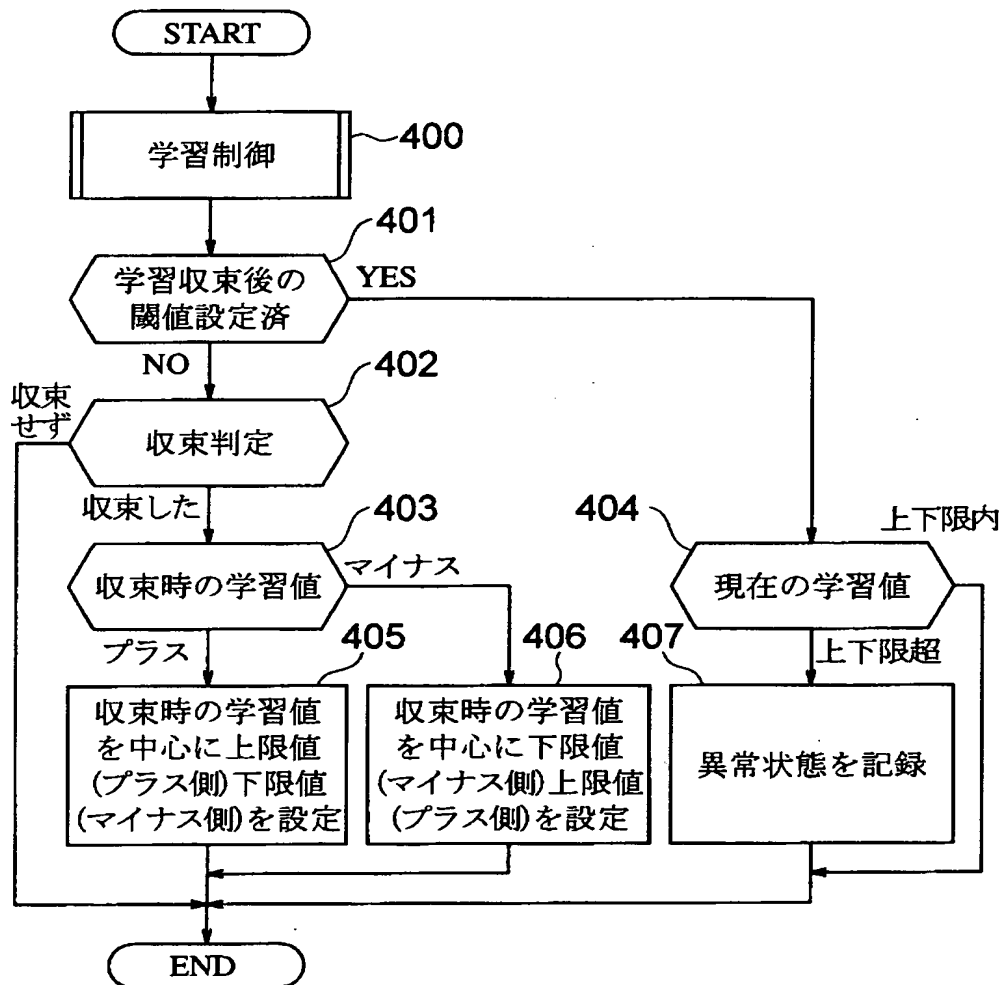 START
学習制御
400
401
学習収束後の
閾値設定済
YES
NO
402
収束
せず
収束判定
収束した
403
収束時の学習値
マイナス
404
上下限内
現在の学習値
プラス
405
406
407
上下限超
収束時の学習値
を中心に上限値
(プラス側)下限値
(マイナス側)を設定
収束時の学習値
を中心に下限値
(マイナス側)上限値
(プラス側)を設定
異常状態を記録
END